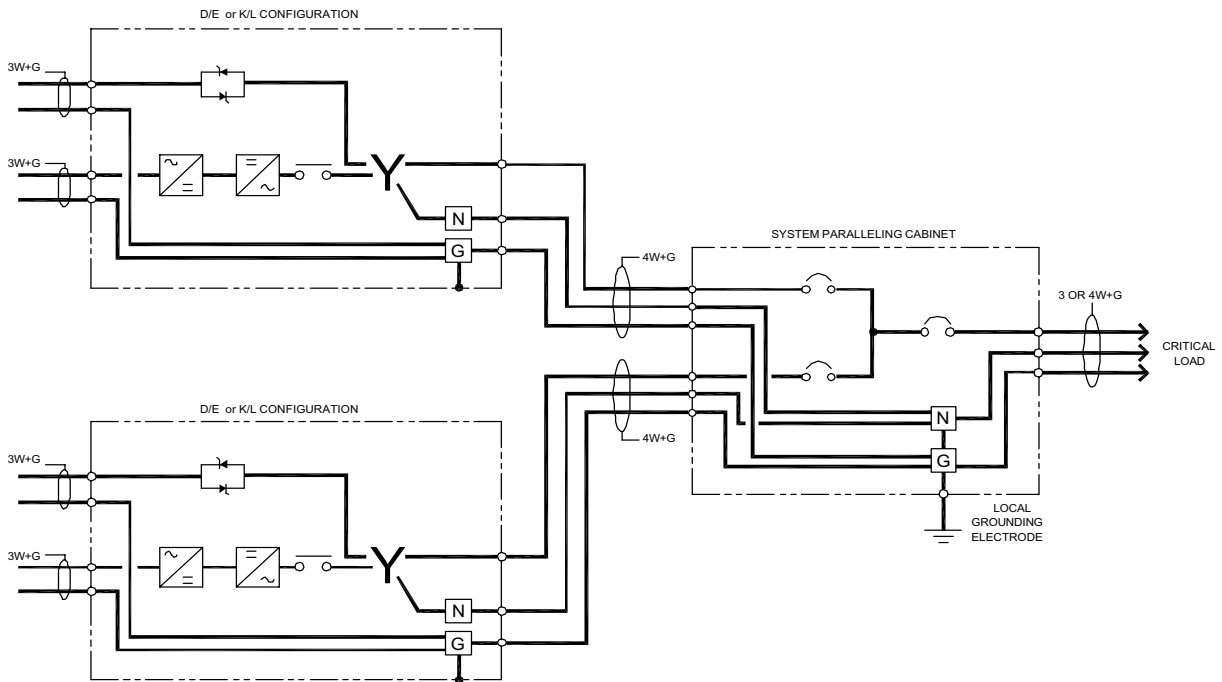 D/E or K/L CONFIGURATION
3W+G
3W+G
N
G
4W+G
SYSTEM PARALLELING CABINET
3 OR 4W+G
CRITICAL
LOAD
N
G
LOCAL
GROUNDING
ELECTRODE
4W+G
D/E or K/L CONFIGURATION
3W+G
3W+G
N
G